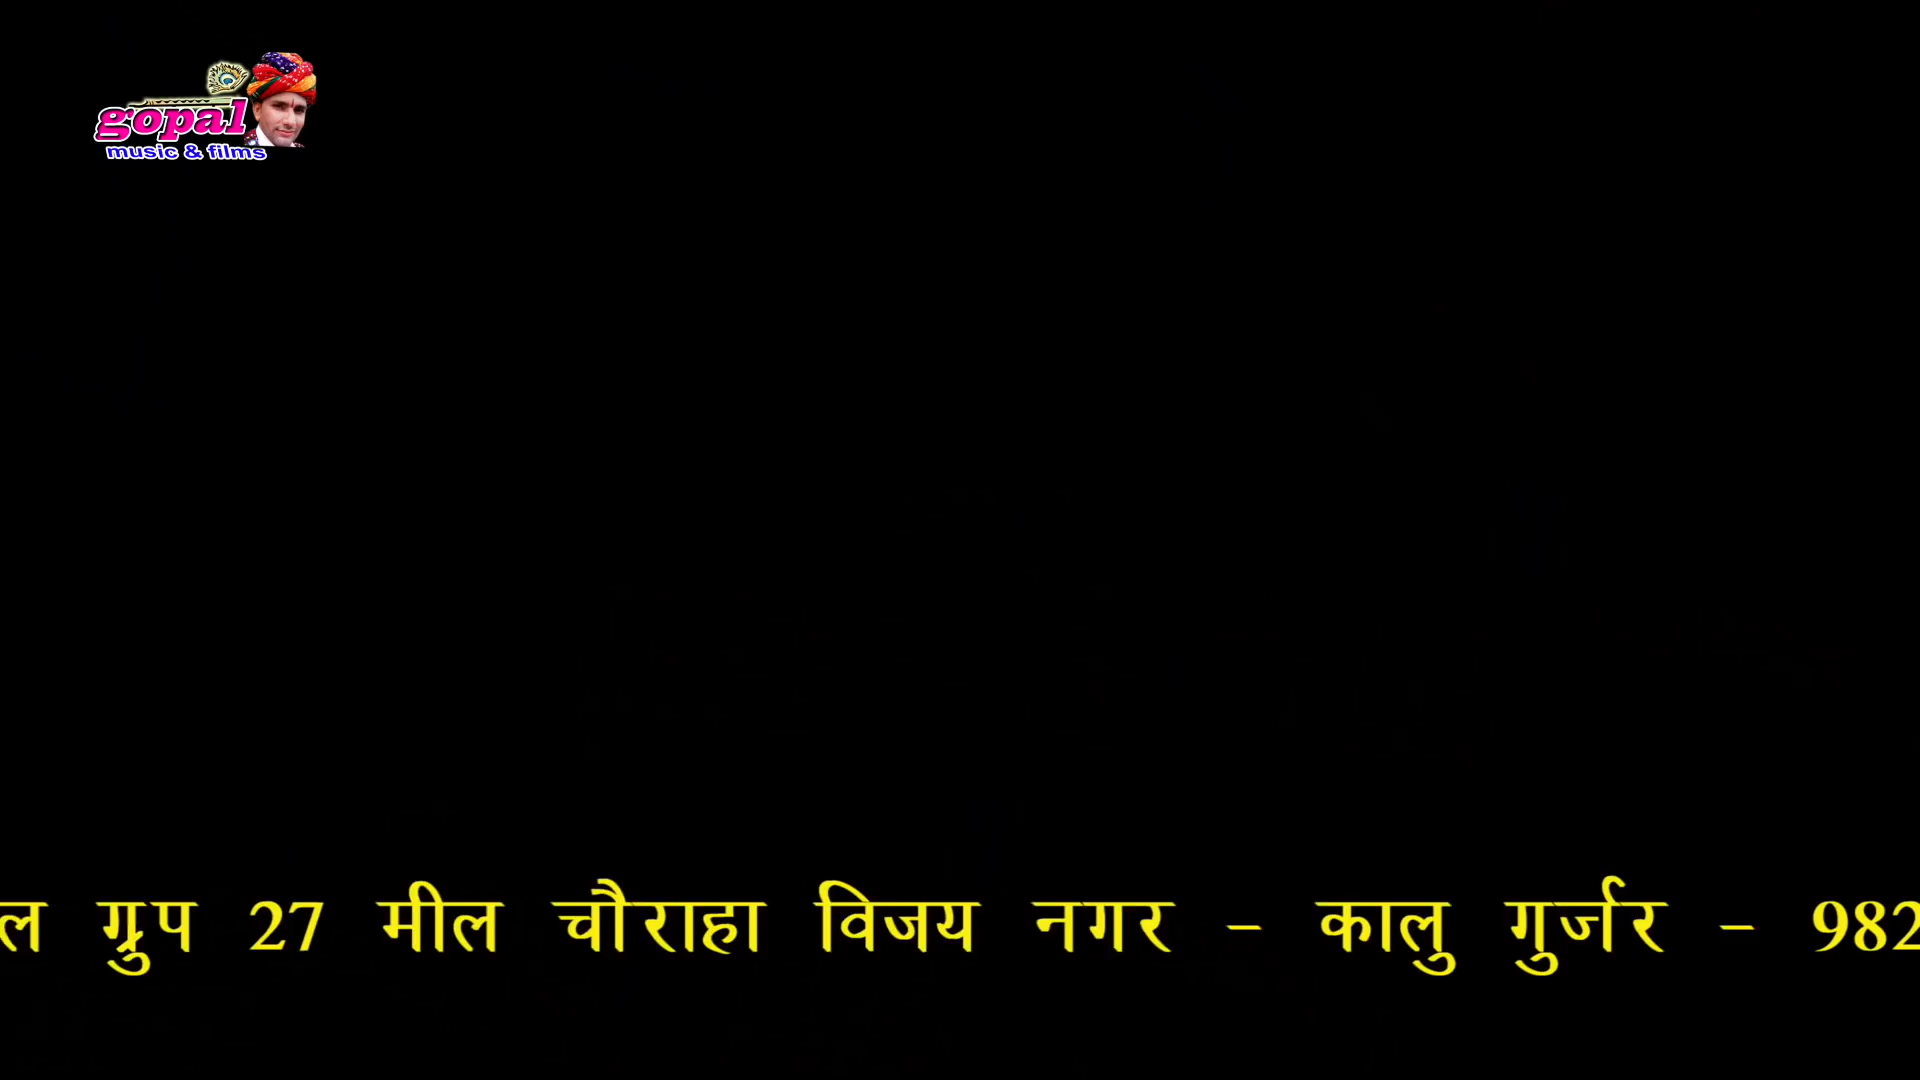 gopal
music & films
ल ग्रुप 27 मील चौराहा विजय नगर - कालु गुर्जर - 982